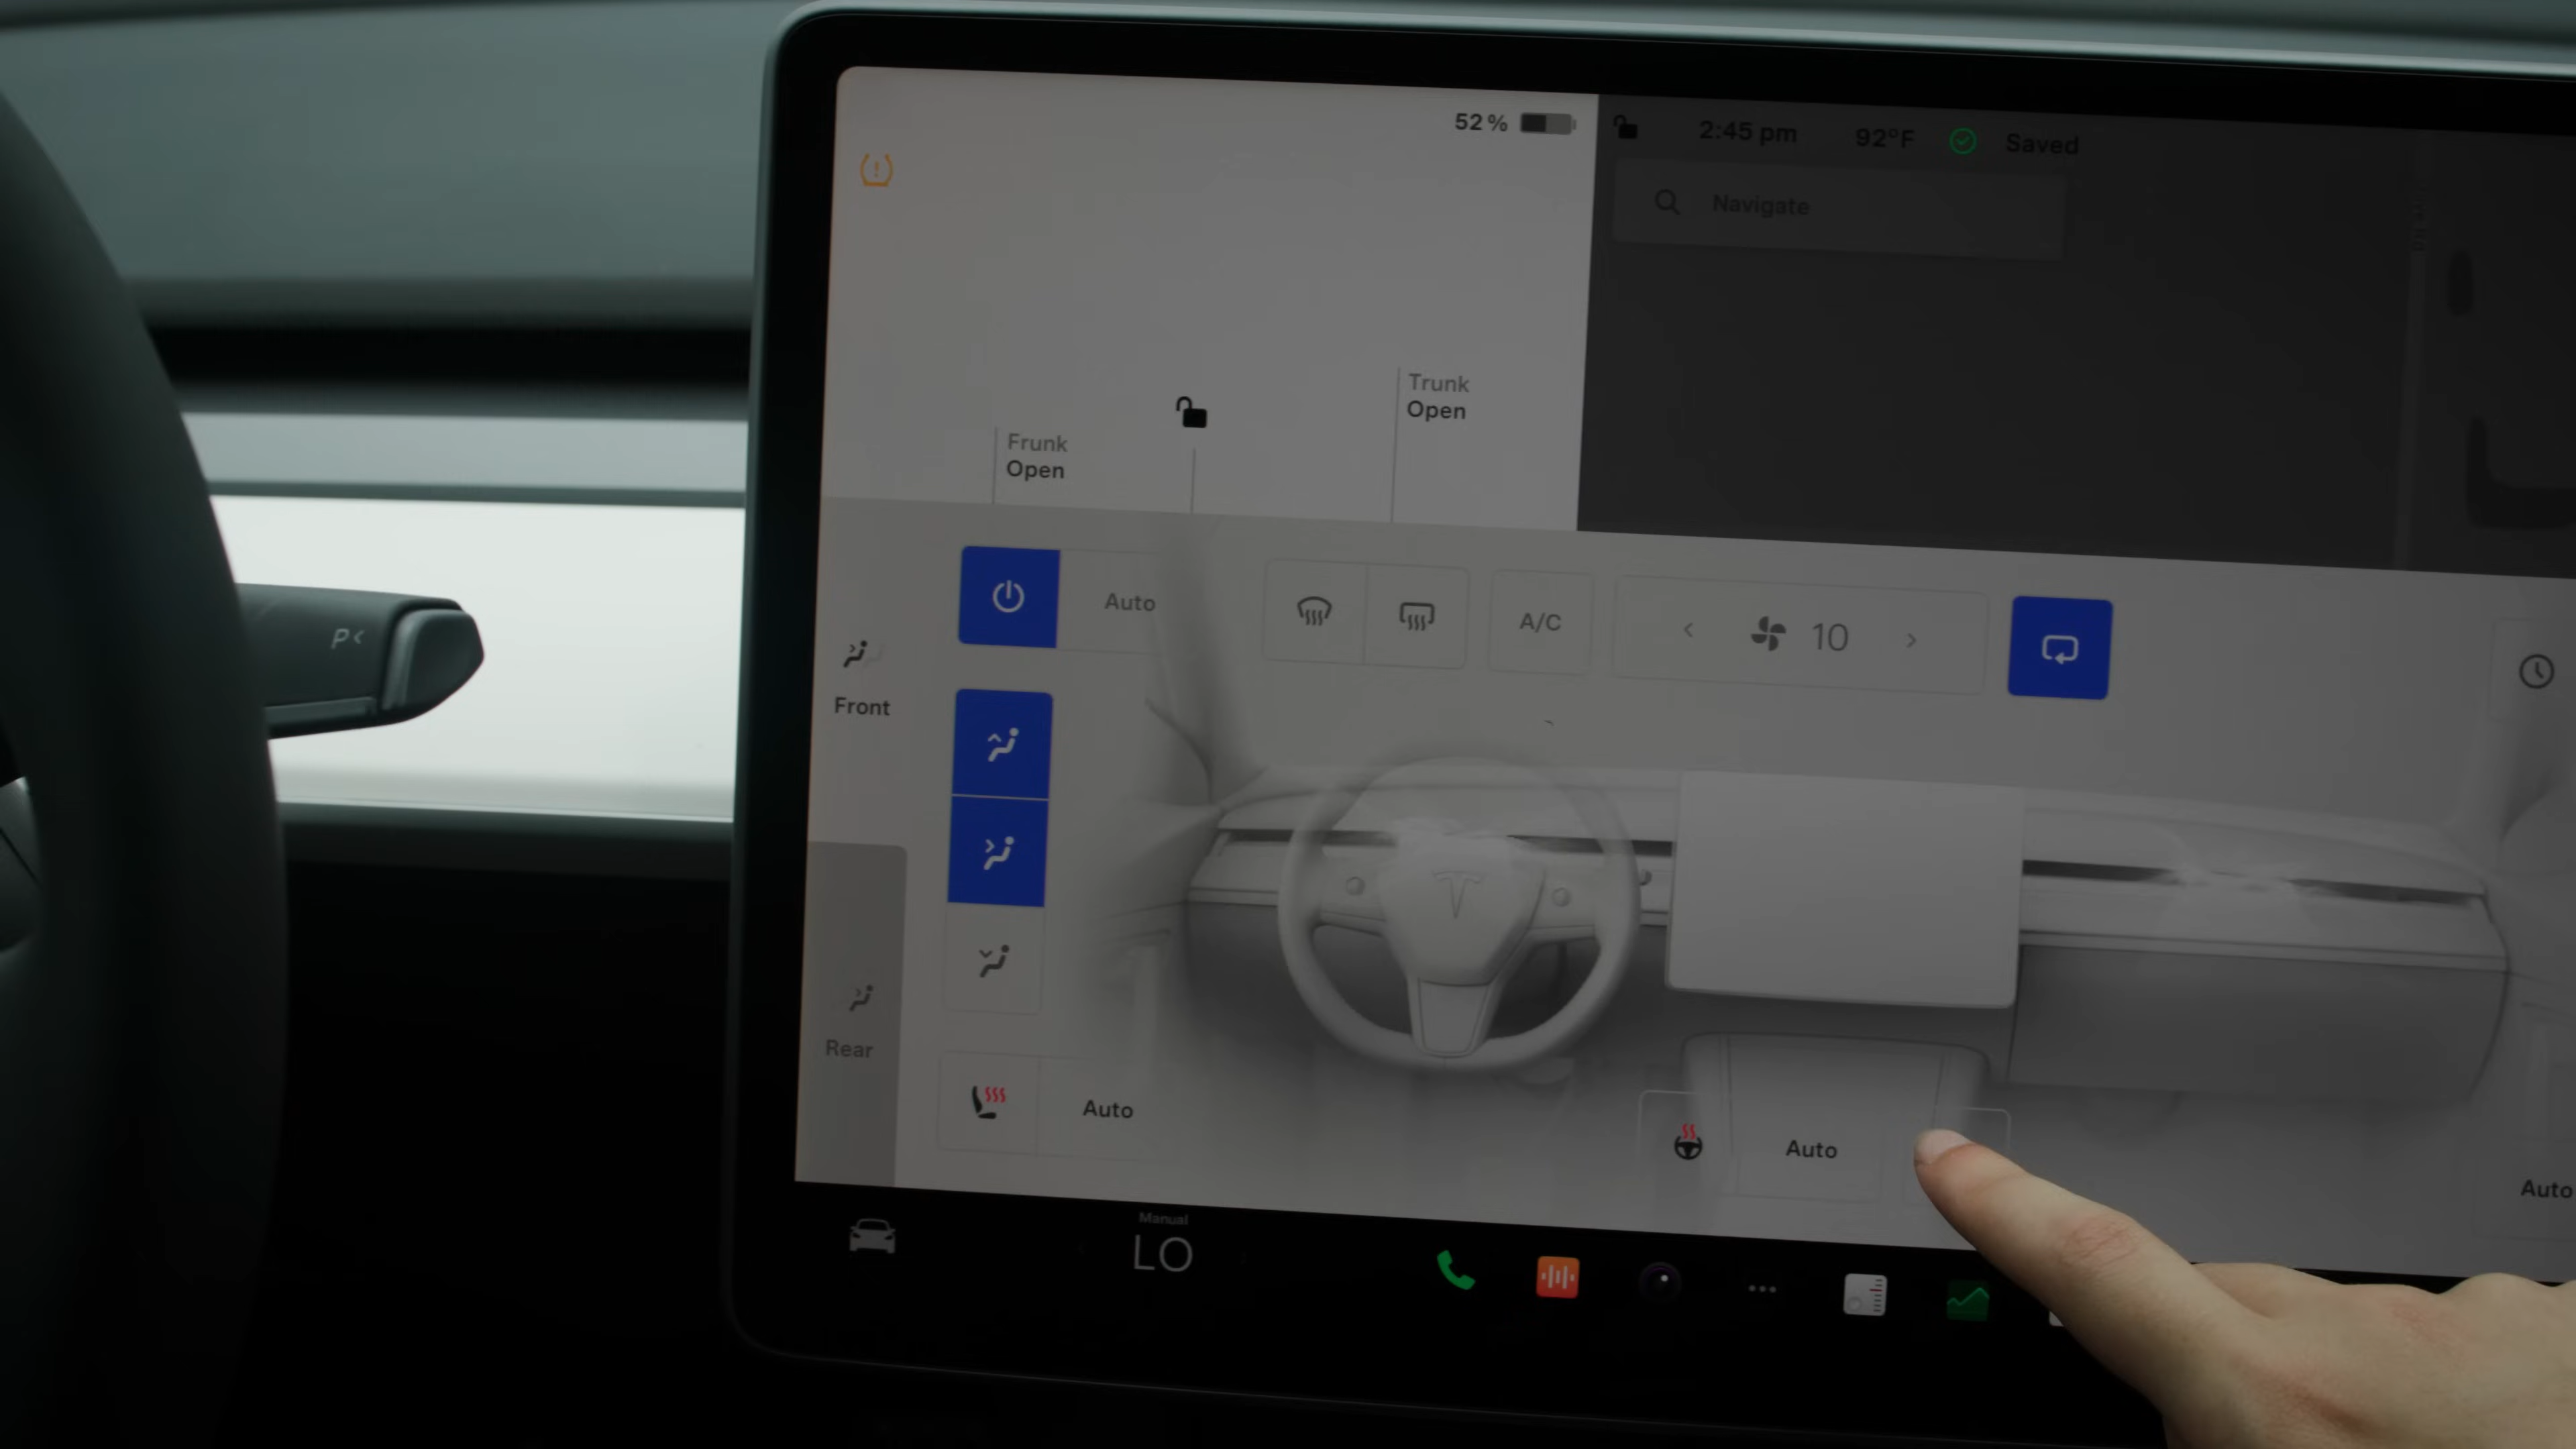 52 %
2:45 pm
92°F
Saved
Navigate
Trunk
Open
Frunk
Open
P<
Auto
A/C
< 10 >
Front
Rear
Auto
Auto
Auto
Manual
LO